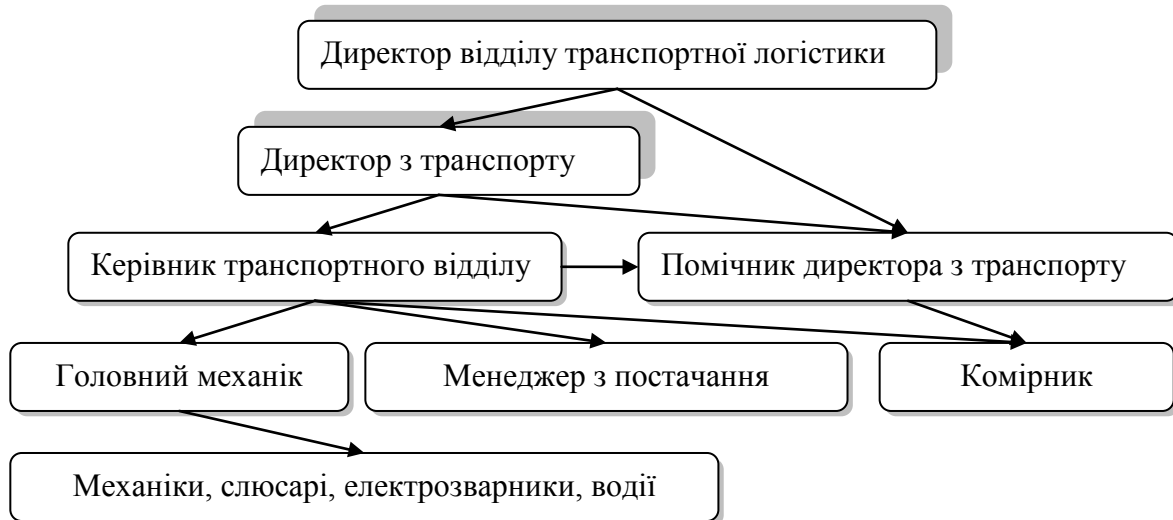 Директор відділу транспортної логістики
Директор з транспорту
Керівник транспортного відділу
Помічник директора з транспорту
Головний механік
Менеджер з постачання
Комірник
Механіки, слюсарі, електрозварники, водії